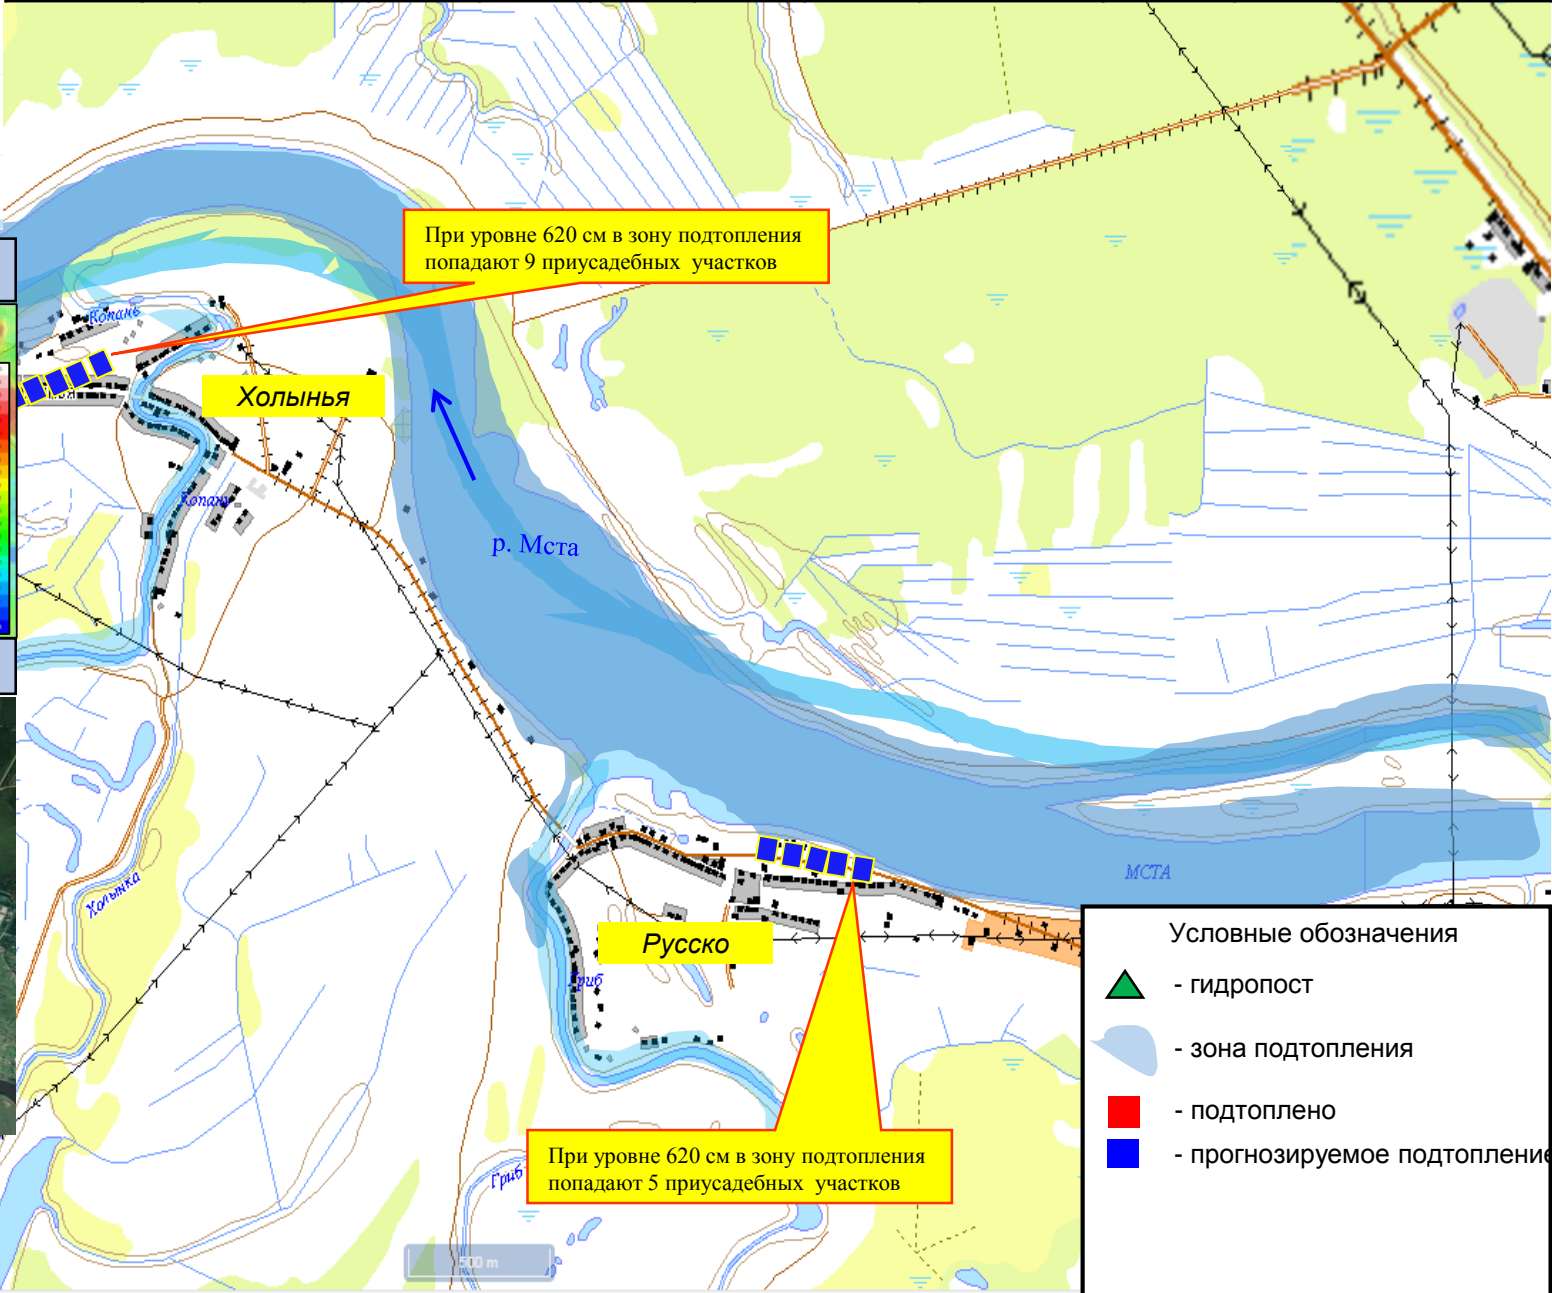 При уровне 620 см в зону подтопления
попадают 9 приусадебных участков
Копань
Холынья
Копань
р. Мста
Холынка
МСТА
Русско
Гриб
При уровне 620 см в зону подтопления
попадают 5 приусадебных участков
Гриб
500 m
Условные обозначения
- гидропост
- зона подтопления
- подтоплено
- прогнозируемое подтопление